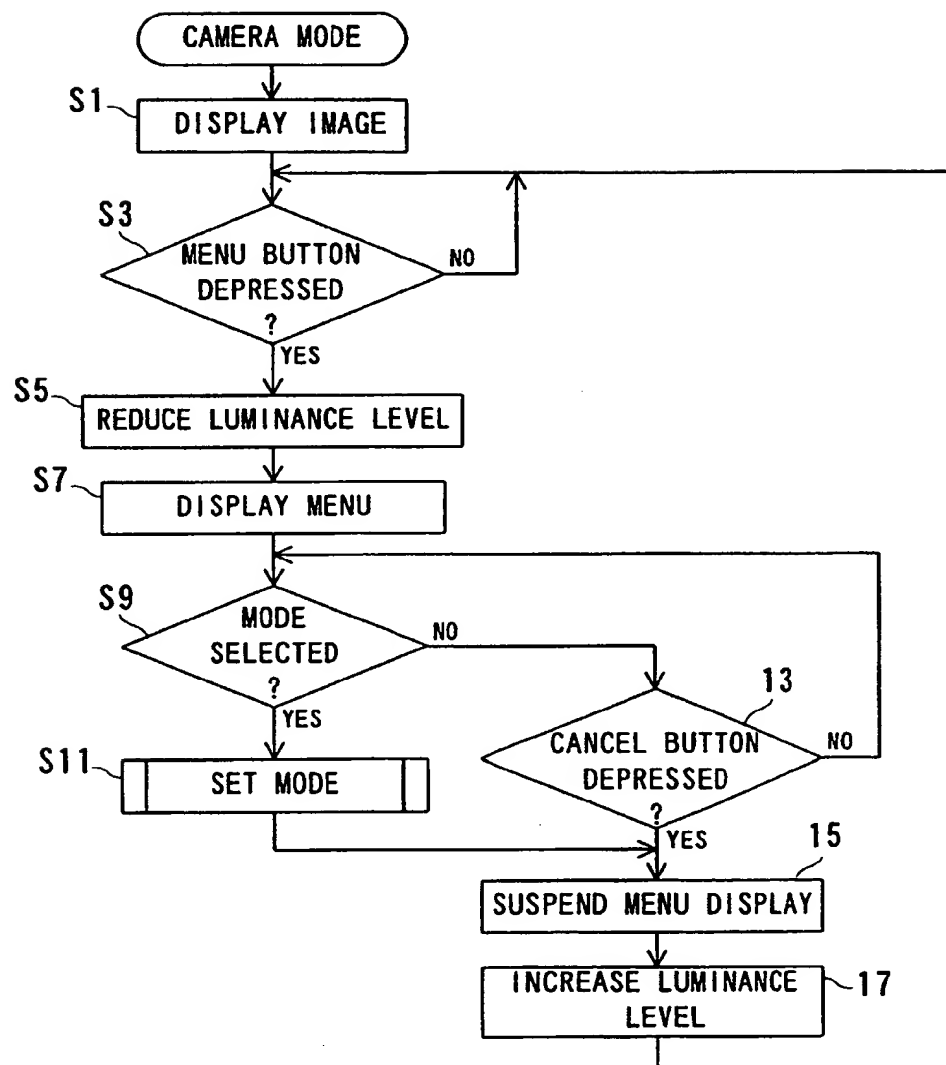 CAMERA MODE
S1
DISPLAY IMAGE
S3
MENU BUTTON
DEPRESSED
?
NO
YES
S5
REDUCE LUMINANCE LEVEL
S7
DISPLAY MENU
S9
MODE
SELECTED
?
NO
YES
13
CANCEL BUTTON
DEPRESSED
?
NO
YES
S11
SET MODE
15
SUSPEND MENU DISPLAY
INCREASE LUMINANCE
LEVEL
17